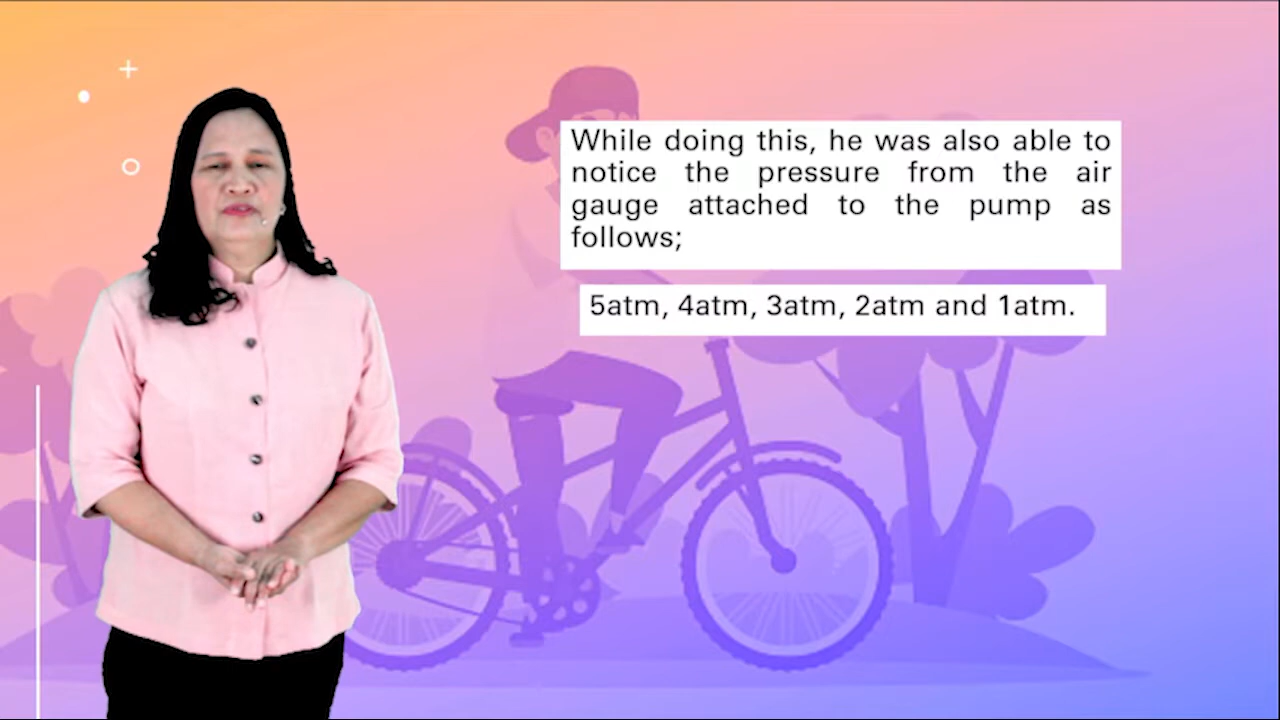 While doing this, he was also able to
notice the pressure from the air
gauge attached to the pump as
follows;
5atm, 4atm, 3atm, 2atm and 1atm.